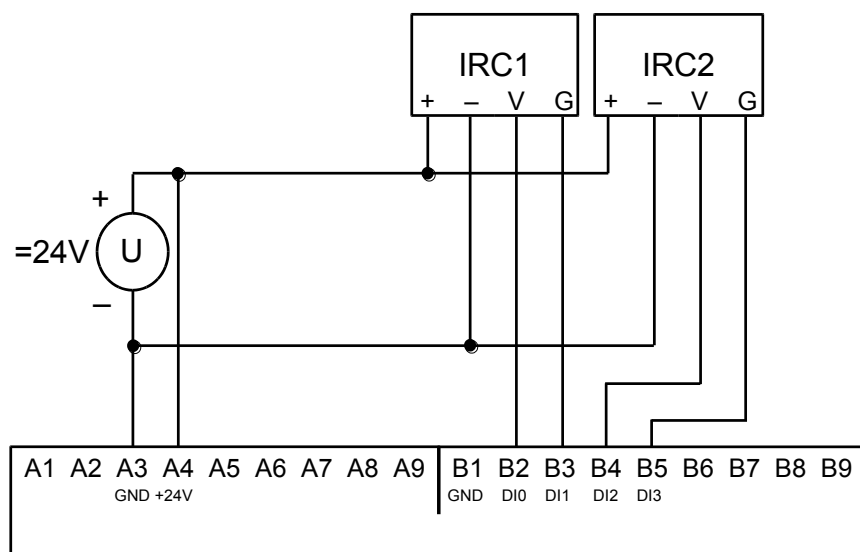 IRC1 IRC2
+ – V G + – V G
+
=24V U
–
A1 A2 A3 A4 A5 A6 A7 A8 A9 B1 B2 B3 B4 B5 B6 B7 B8 B9
GND +24V GND DI0 DI1 DI2 DI3